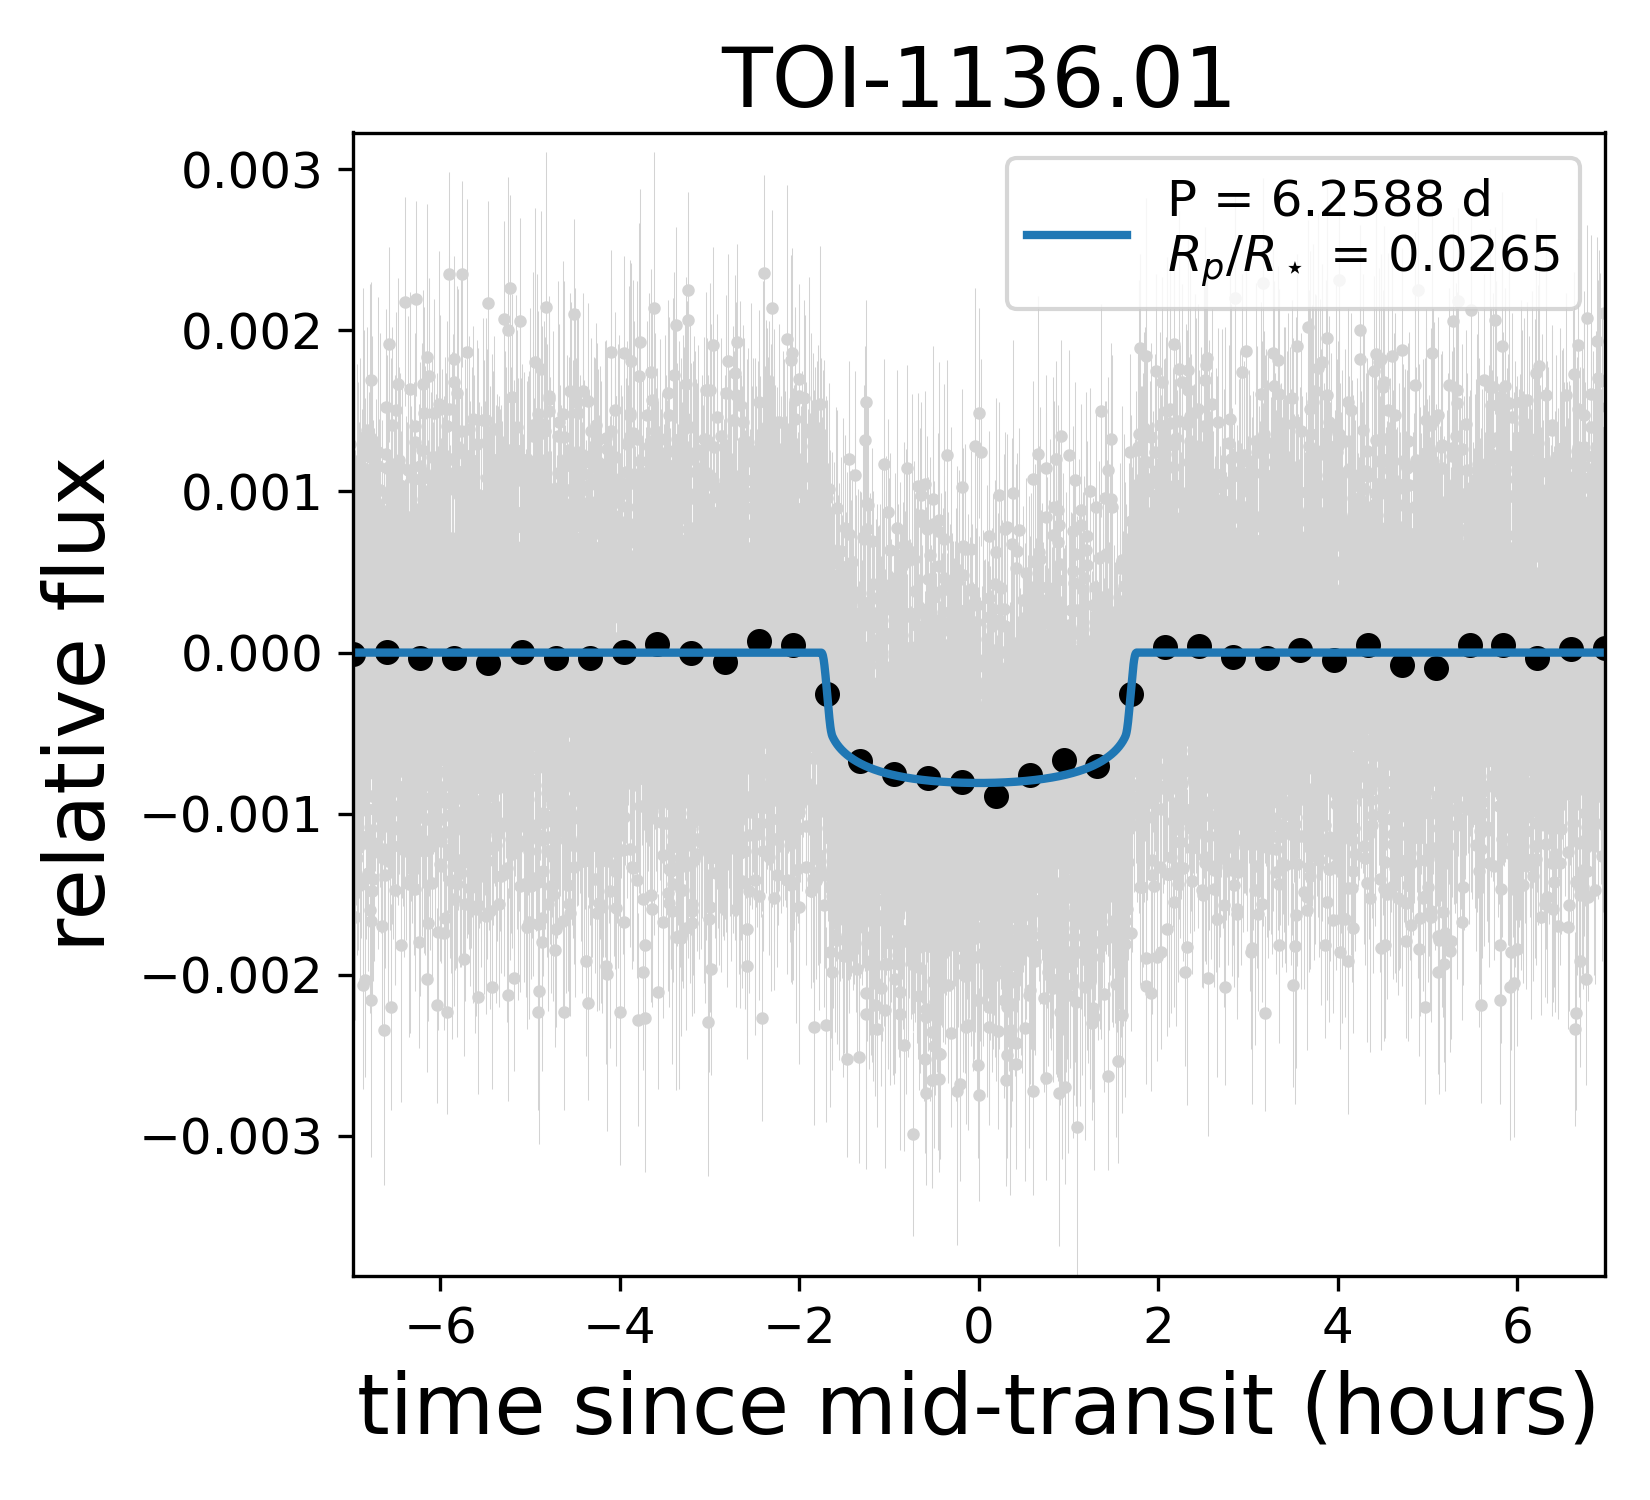 TOI-1136.01
P = 6.2588 d
Rp/R⋆ = 0.0265
relative flux
0.003
0.002
0.001
0.000
−0.001
−0.002
−0.003
−6 −4 −2 0 2 4 6
time since mid-transit (hours)